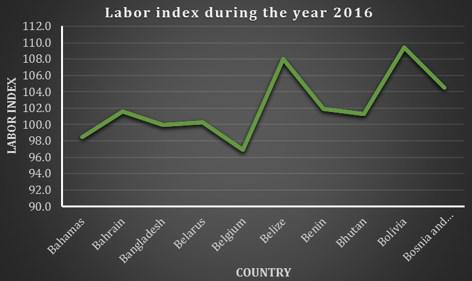 Labor index during the year 2016
112.0
110.0
108.0
106.0
104.0
102.0
100.0
98.0
96.0
94.0
92.0
90.0
LABOR INDEX
Bahamas
Bahrain
Bangladesh
Belarus
Belgium
Belize
Benin
Bhutan
Bolivia
Bosnia and...
COUNTRY